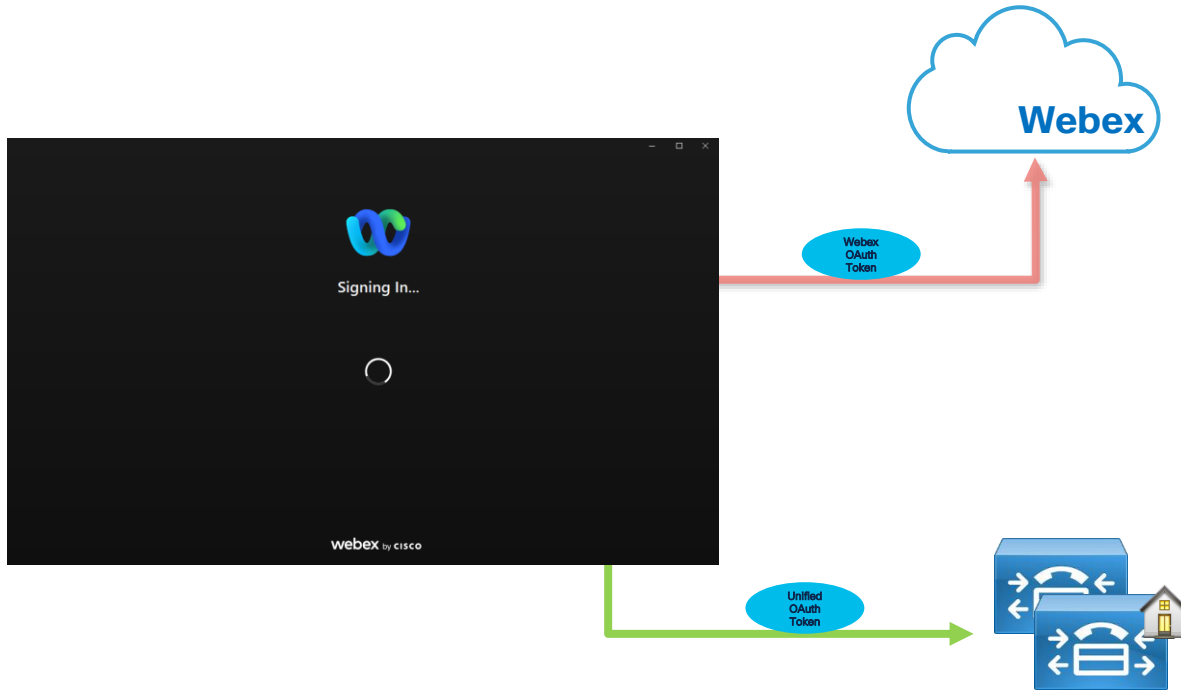 Webex
Webex
OAuth
Token
Signing In...
webex by CISCO
Unified
OAuth
Token